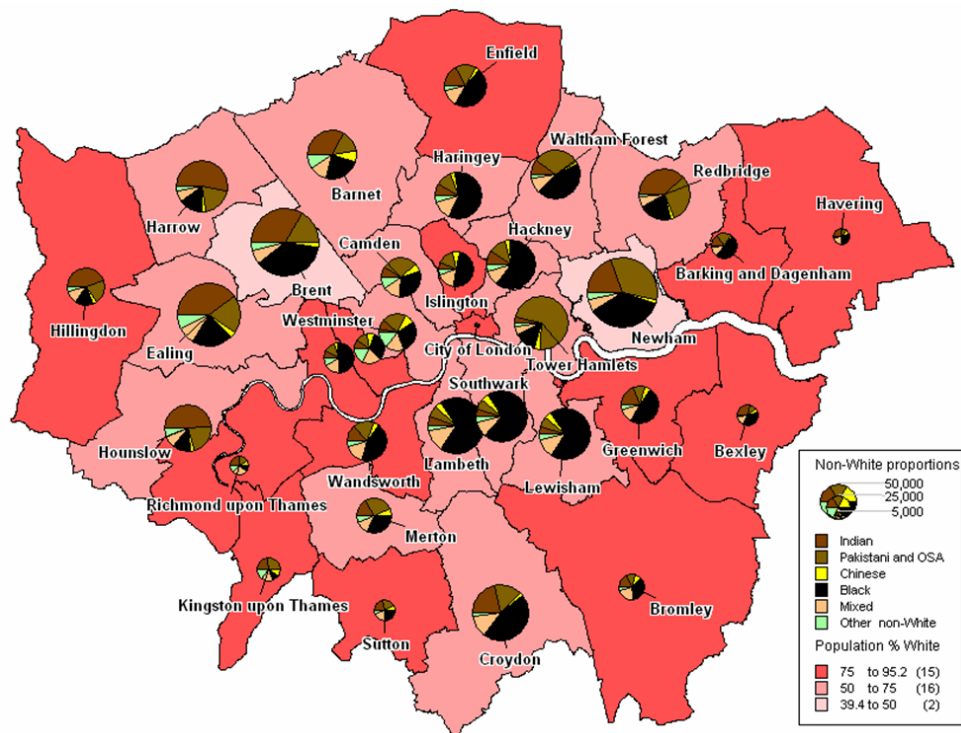 Enfield
Waltham Forest
Haringey
Redbridge
Barnet
Havering
Harrow
Hackney
Camden
Barking and Dagenham
Brent
Islington
Hillingdon
Westminster
Newham
Ealing
City of London
Tower Hamlets
Southwark
Hounslow
Lambeth
Greenwich
Bexley
Wandsworth
Lewisham
Richmond upon Thames
Merton
Kingston upon Thames
Bromley
Sutton
Croydon
Non-White proportions
50,000
25,000
5,000
Indian
Pakistani and OSA
Chinese
Black
Mixed
Other non-White
Population % White
75 to 95.2 (15)
50 to 75 (16)
39.4 to 50 (2)